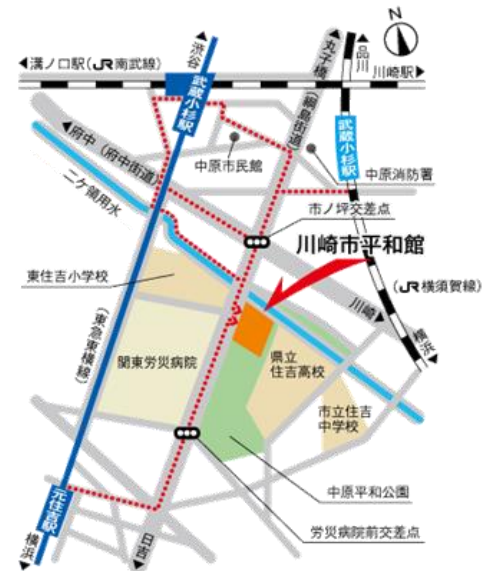 N
渋谷
丸子橋
品川
溝ノ口駅(JR南武線)
川崎駅
武蔵小杉駅
(綱島街道)
武蔵小杉駅
中原市民館
中原消防署
府中(府中街道)
二ケ領用水
市ノ坪交差点
川崎市平和館
東住吉小学校
(JR横須賀線)
川崎
横浜
(東急東横線)
関東労災病院
県立
住吉高校
市立住吉
中学校
中原平和公園
元住吉駅
労災病院前交差点
横浜
日吉